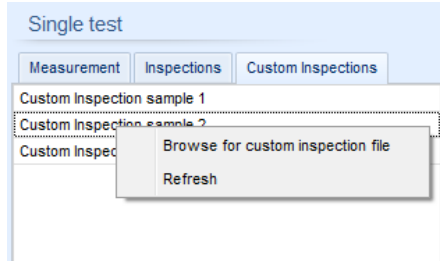 Single test
Measurement Inspections Custom Inspections
Custom Inspection sample 1
Custom Inspection sample 2
Custom
Browse for custom inspection file
Refresh